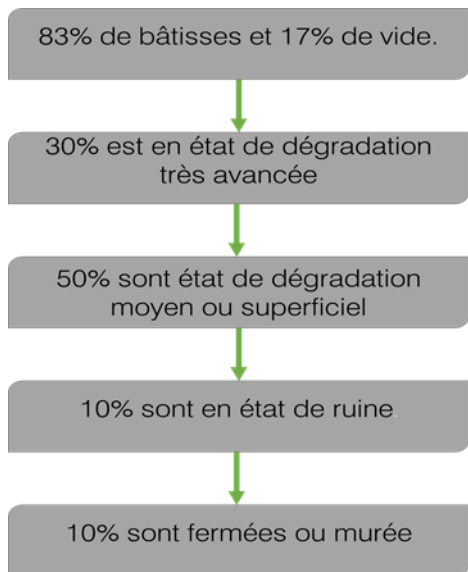 83% de bâtisses et 17% de vide.
30% est en état de dégradation
très avancée
50% sont état de dégradation
moyen ou superficiel
10% sont en état de ruine.
10% sont fermées ou murée